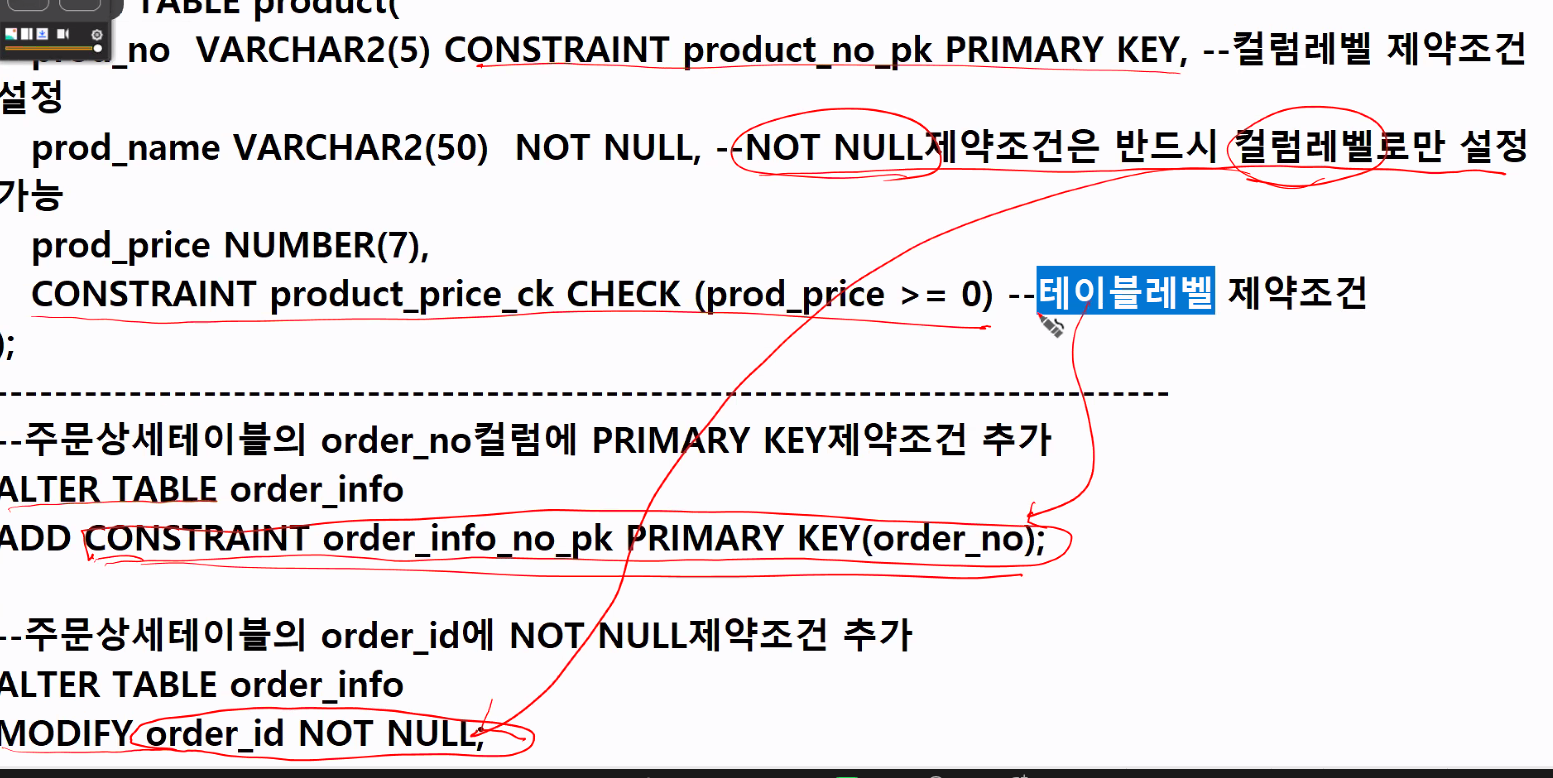 TABLE product(
prod_no VARCHAR2(5) CONSTRAINT product_no_pk PRIMARY KEY, --컬럼레벨 제약조건
설정
prod_name VARCHAR2(50) NOT NULL, --NOT NULL제약조건은 반드시 컬럼레벨로만 설정
가능
prod_price NUMBER(7),
CONSTRAINT product_price_ck CHECK (prod_price >= 0) --테이블레벨 제약조건
);
--------------------------------------------------------------------------------
--주문상세테이블의 order_no컬럼에 PRIMARY KEY제약조건 추가
ALTER TABLE order_info
ADD CONSTRAINT order_info_no_pk PRIMARY KEY(order_no);
--주문상세테이블의 order_id에 NOT NULL제약조건 추가
ALTER TABLE order_info
MODIFY order_id NOT NULL;